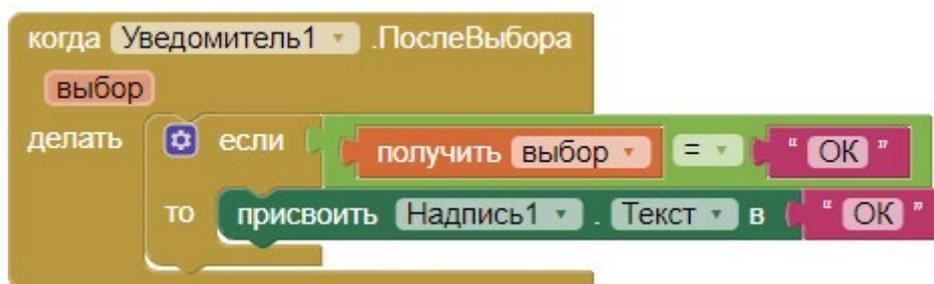 когда Уведомитель1 .ПослеВыбора
выбор
делать если получить выбор = " ОК "
то присвоить Надпись1 . Текст в " ОК "